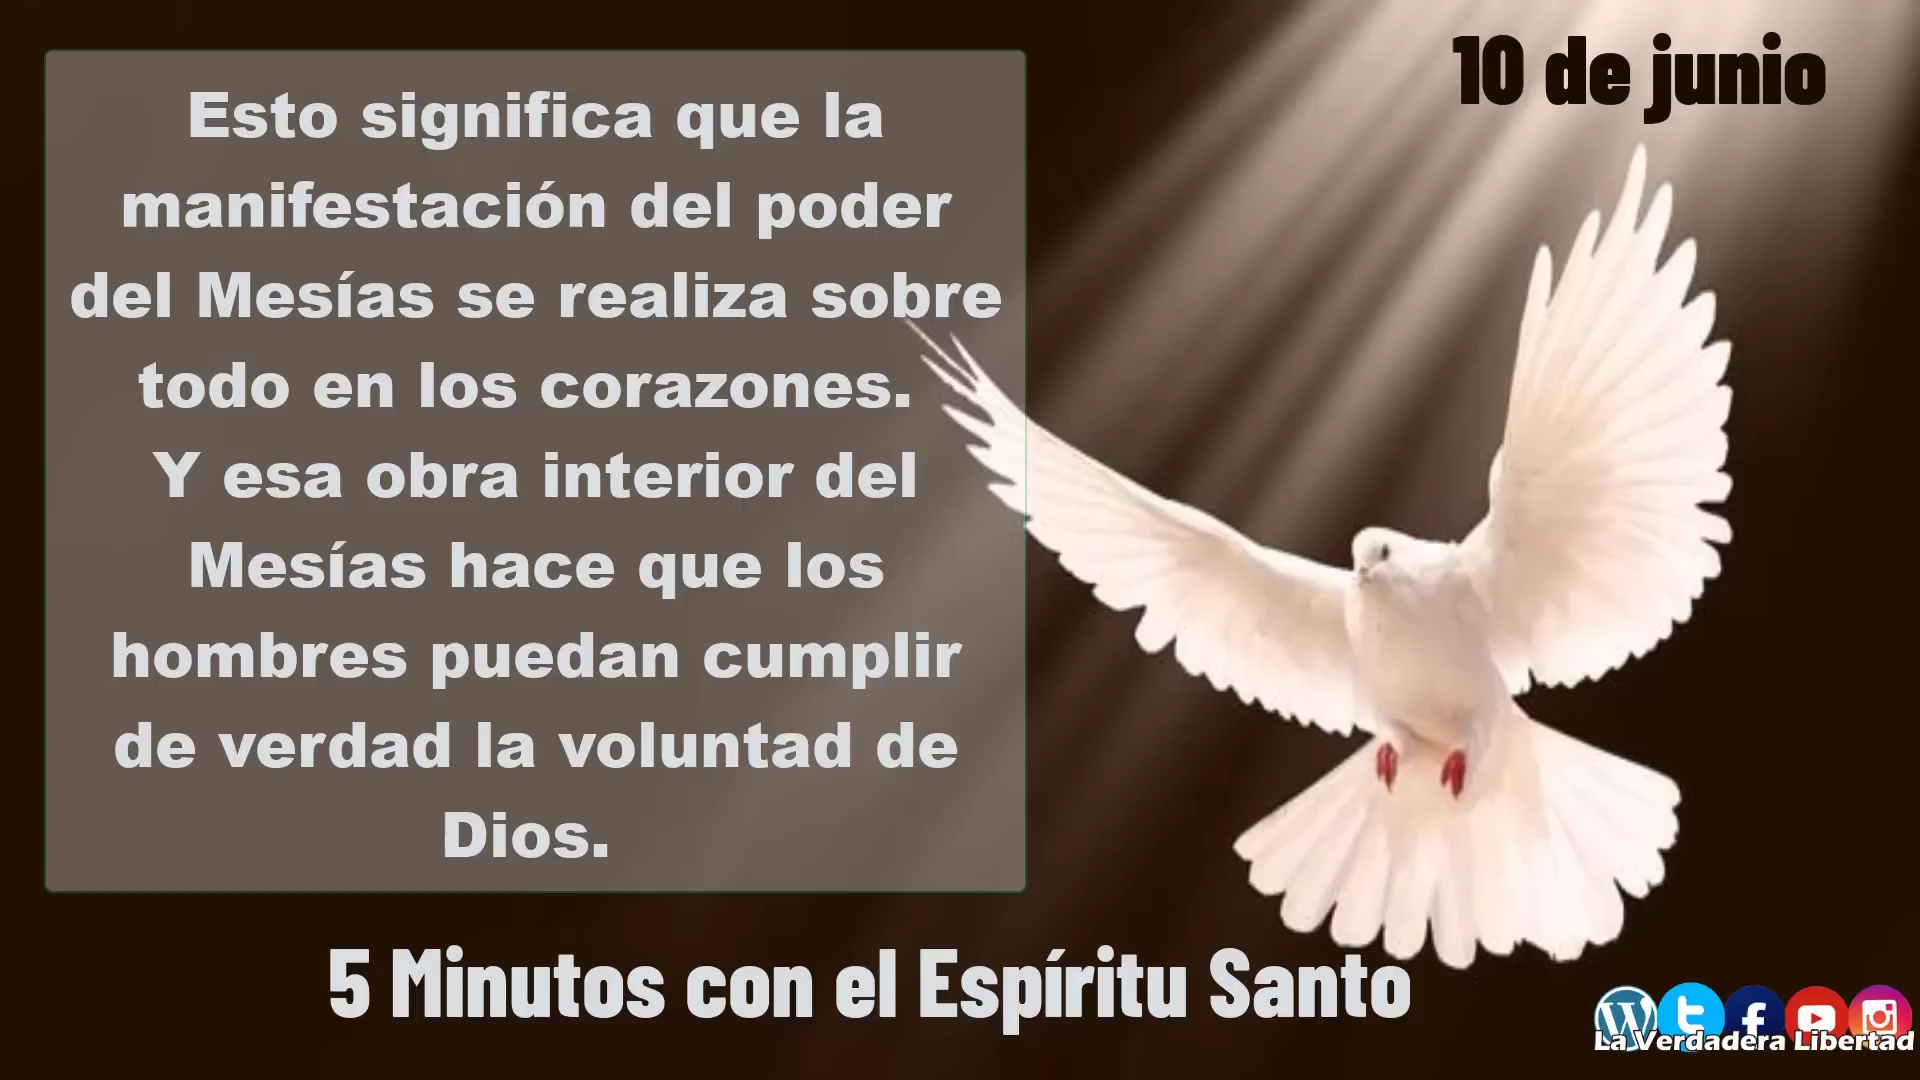 10 de junio
Esto significa que la
manifestación del poder
del Mesías se realiza sobre
todo en los corazones.
Y esa obra interior del
Mesías hace que los
hombres puedan cumplir
de verdad la voluntad de
Dios.
5 Minutos con el Espíritu Santo
La Verdadera Libertad